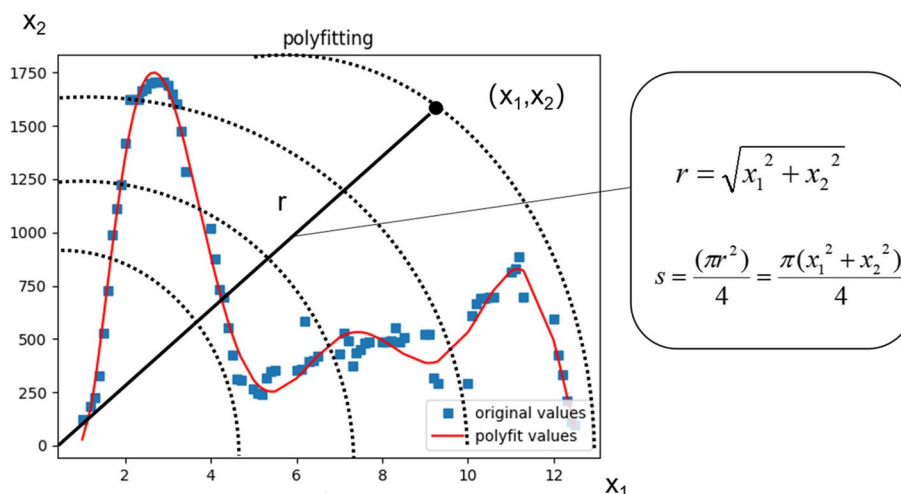 x₂
polyfitting
1750
1500
1250
1000
750
500
250
0
(x₁,x₂)
r
original values
polyfit values
2
4
6
8
10
12
x₁
r = √(x₁² + x₂²)
s = (πr²)/4 = π(x₁² + x₂²)/4